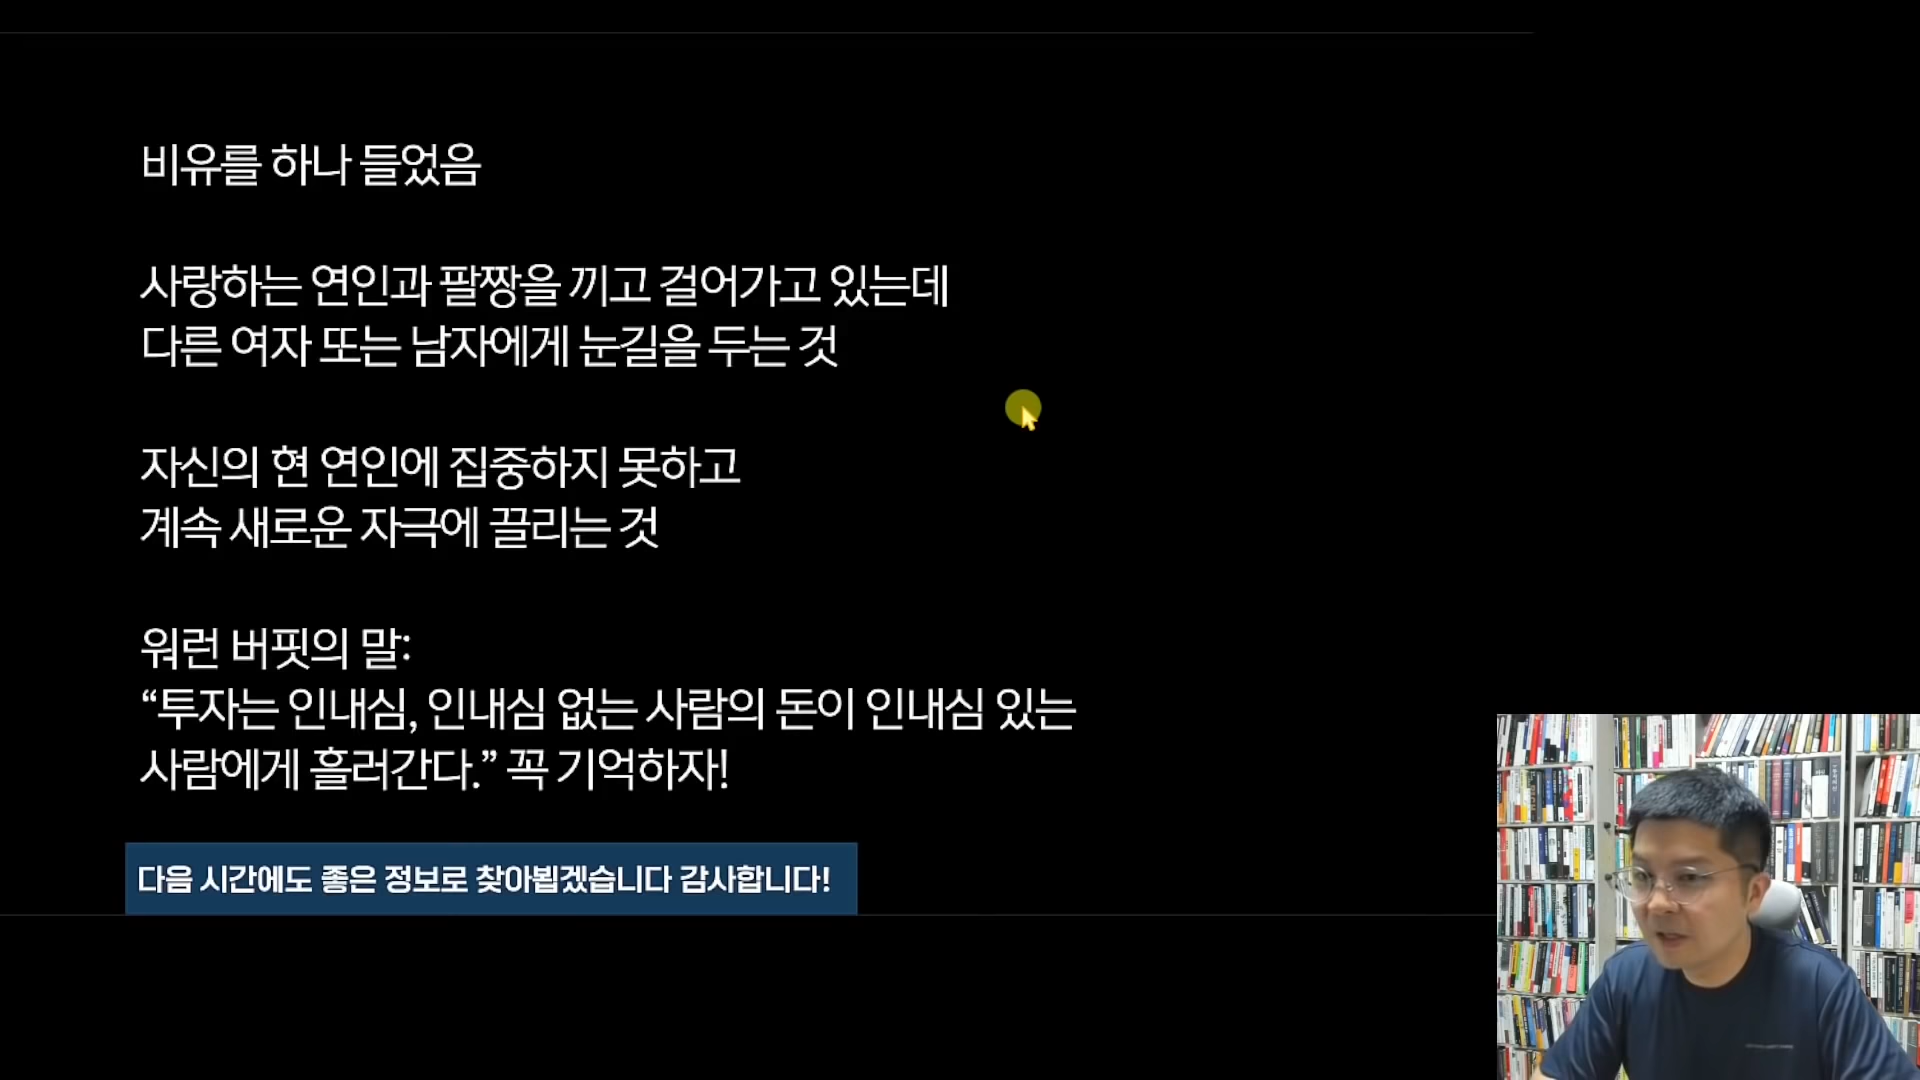 비유를 하나 들었음
사랑하는 연인과 팔짱을 끼고 걸어가고 있는데
다른 여자 또는 남자에게 눈길을 두는 것
자신의 현 연인에 집중하지 못하고
계속 새로운 자극에 끌리는 것
워런 버핏의 말:
“투자는 인내심, 인내심 없는 사람의 돈이 인내심 있는
사람에게 흘러간다.” 꼭 기억하자!
다음 시간에도 좋은 정보로 찾아뵙겠습니다 감사합니다!